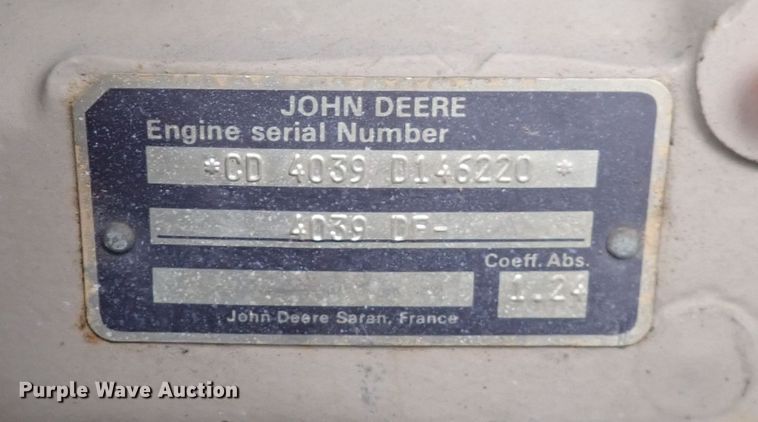 JOHN DEERE
Engine serial Number
*CD 4039 D146220 *
4039 DF-
Coeff. Abs.
1.24
John Deere Saran, France
Purple Wave Auction